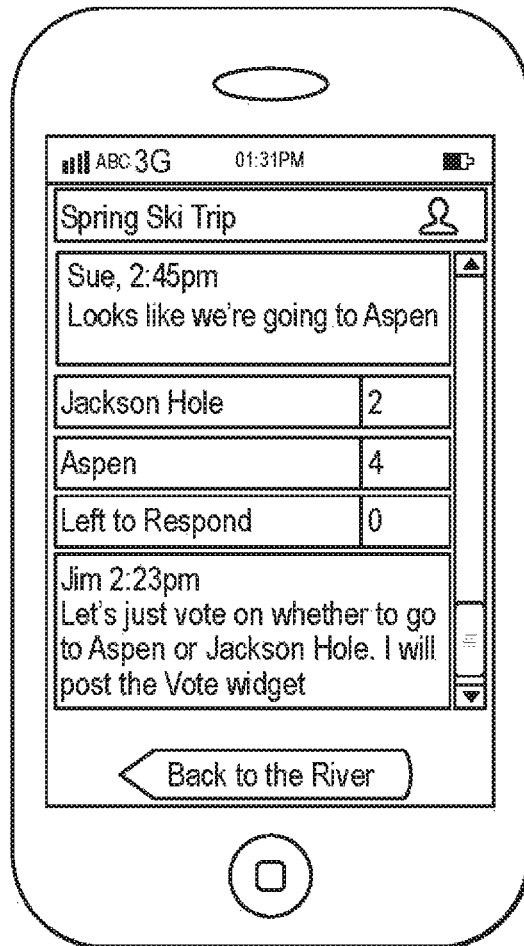 ABC 3G 01:31PM
Spring Ski Trip
Sue, 2:45pm
Looks like we're going to Aspen
Jackson Hole 2
Aspen 4
Left to Respond 0
Jim 2:23pm
Let's just vote on whether to go
to Aspen or Jackson Hole. I will
post the Vote widget
Back to the River